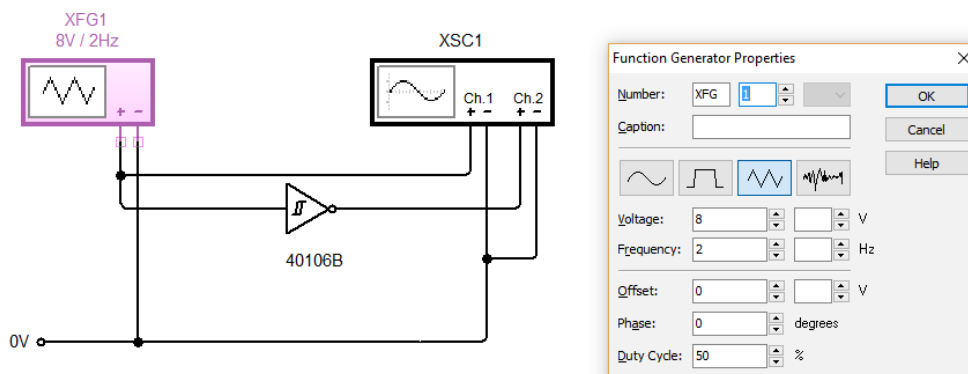 XFG1
8V / 2Hz
XSC1
Ch.1 Ch.2
+ -
+ - + -
40106B
0V
Function Generator Properties
Number: XFG 1
OK
Caption:
Cancel
Help
Voltage: 8 V
Frequency: 2 Hz
Offset: 0 V
Phase: 0 degrees
Duty Cycle: 50 %